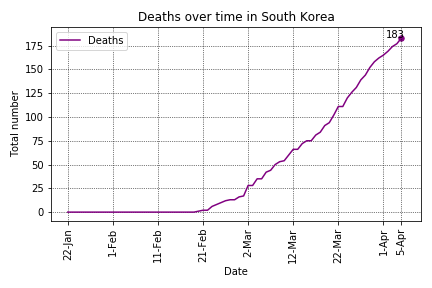 Deaths over time in South Korea
183
Deaths
Total number
175
150
125
100
75
50
25
0
22-Jan
1-Feb
11-Feb
21-Feb
2-Mar
12-Mar
22-Mar
1-Apr
5-Apr
Date